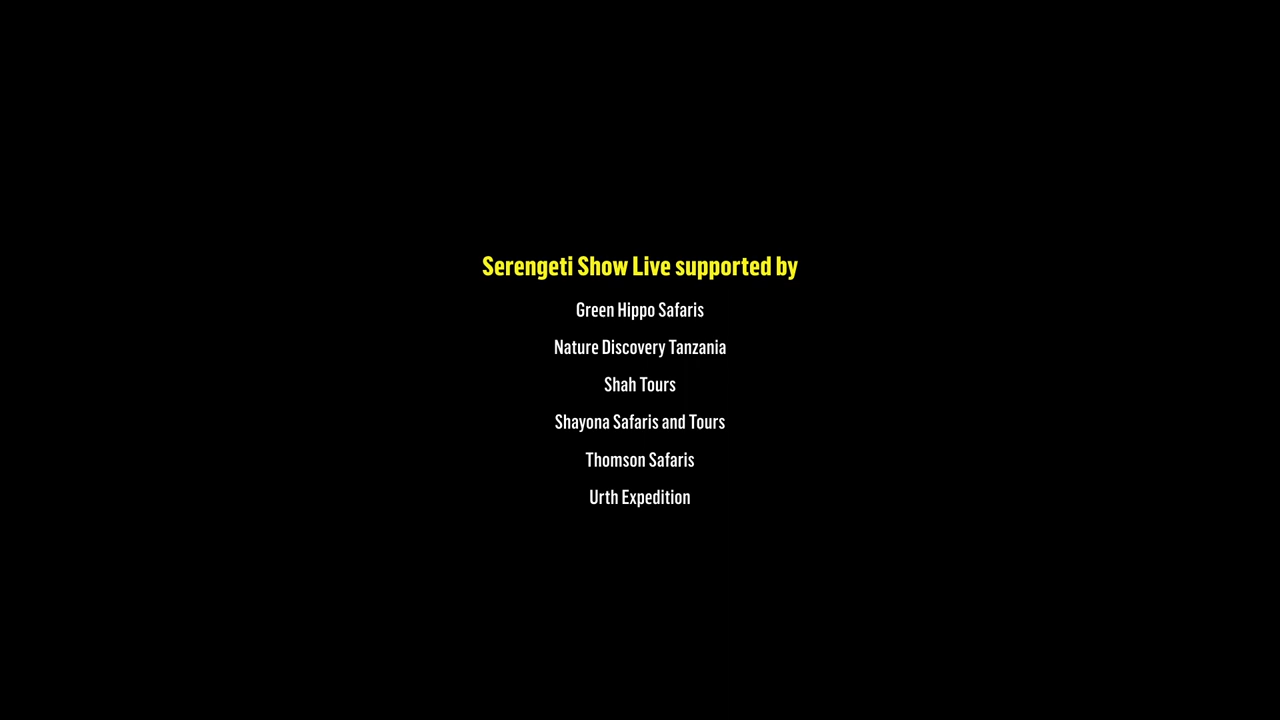 Serengeti Show Live supported by
Green Hippo Safaris
Nature Discovery Tanzania
Shah Tours
Shayona Safaris and Tours
Thomson Safaris
Urth Expedition